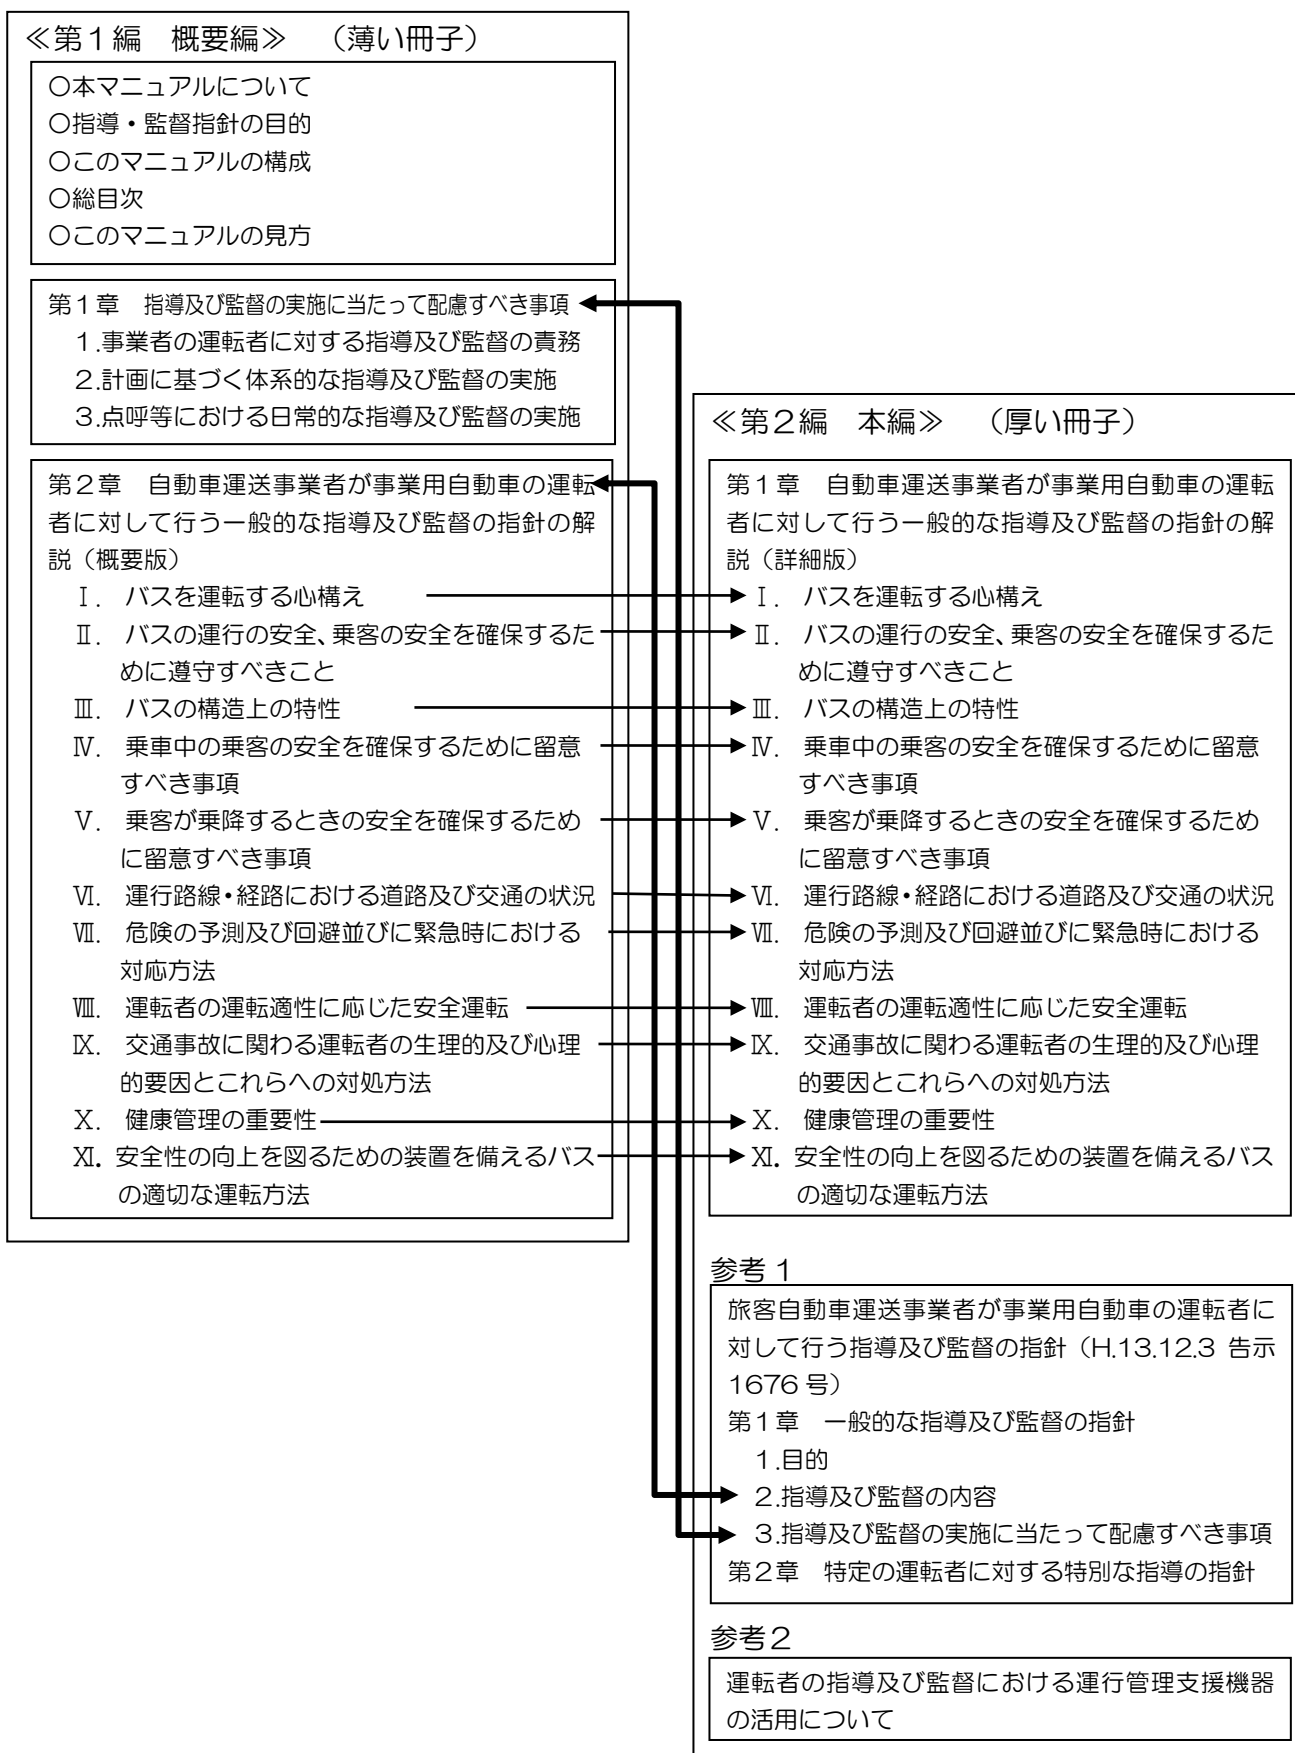 ≪第1編　概要編≫　（薄い冊子）
○本マニュアルについて
○指導・監督指針の目的
○このマニュアルの構成
○総目次
○このマニュアルの見方
第1章　指導及び監督の実施に当たって配慮すべき事項
1.事業者の運転者に対する指導及び監督の責務
2.計画に基づく体系的な指導及び監督の実施
3.点呼等における日常的な指導及び監督の実施
第2章　自動車運送事業者が事業用自動車の運転
者に対して行う一般的な指導及び監督の指針の解
説（概要版）
Ⅰ.　バスを運転する心構え
Ⅱ.　バスの運行の安全、乗客の安全を確保するた
めに遵守すべきこと
Ⅲ.　バスの構造上の特性
Ⅳ.　乗車中の乗客の安全を確保するために留意
すべき事項
Ⅴ.　乗客が乗降するときの安全を確保するため
に留意すべき事項
Ⅵ.　運行路線・経路における道路及び交通の状況
Ⅶ.　危険の予測及び回避並びに緊急時における
対応方法
Ⅷ.　運転者の運転適性に応じた安全運転
Ⅸ.　交通事故に関わる運転者の生理的及び心理
的要因とこれらへの対処方法
Ⅹ.　健康管理の重要性
Ⅺ. 安全性の向上を図るための装置を備えるバス
の適切な運転方法
≪第2編　本編≫　（厚い冊子）
第1章　自動車運送事業者が事業用自動車の運転
者に対して行う一般的な指導及び監督の指針の解
説（詳細版）
Ⅰ.　バスを運転する心構え
Ⅱ.　バスの運行の安全、乗客の安全を確保するた
めに遵守すべきこと
Ⅲ.　バスの構造上の特性
Ⅳ.　乗車中の乗客の安全を確保するために留意
すべき事項
Ⅴ.　乗客が乗降するときの安全を確保するため
に留意すべき事項
Ⅵ.　運行路線・経路における道路及び交通の状況
Ⅶ.　危険の予測及び回避並びに緊急時における
対応方法
Ⅷ.　運転者の運転適性に応じた安全運転
Ⅸ.　交通事故に関わる運転者の生理的及び心理
的要因とこれらへの対処方法
Ⅹ.　健康管理の重要性
Ⅺ. 安全性の向上を図るための装置を備えるバス
の適切な運転方法
参考1
旅客自動車運送事業者が事業用自動車の運転者に
対して行う指導及び監督の指針（H.13.12.3 告示
1676号）
第1章　一般的な指導及び監督の指針
1.目的
2.指導及び監督の内容
3.指導及び監督の実施に当たって配慮すべき事項
第2章　特定の運転者に対する特別な指導の指針
参考2
運転者の指導及び監督における運行管理支援機器
の活用について